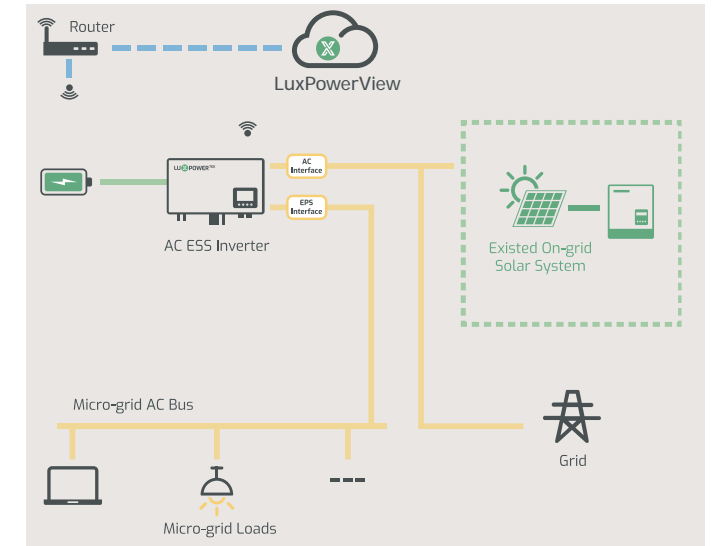 Router
LuxPowerView
LUXPOWERTEK
AC
Interface
EPS
Interface
AC ESS Inverter
Existed On-grid
Solar System
Micro-grid AC Bus
Grid
Micro-grid Loads